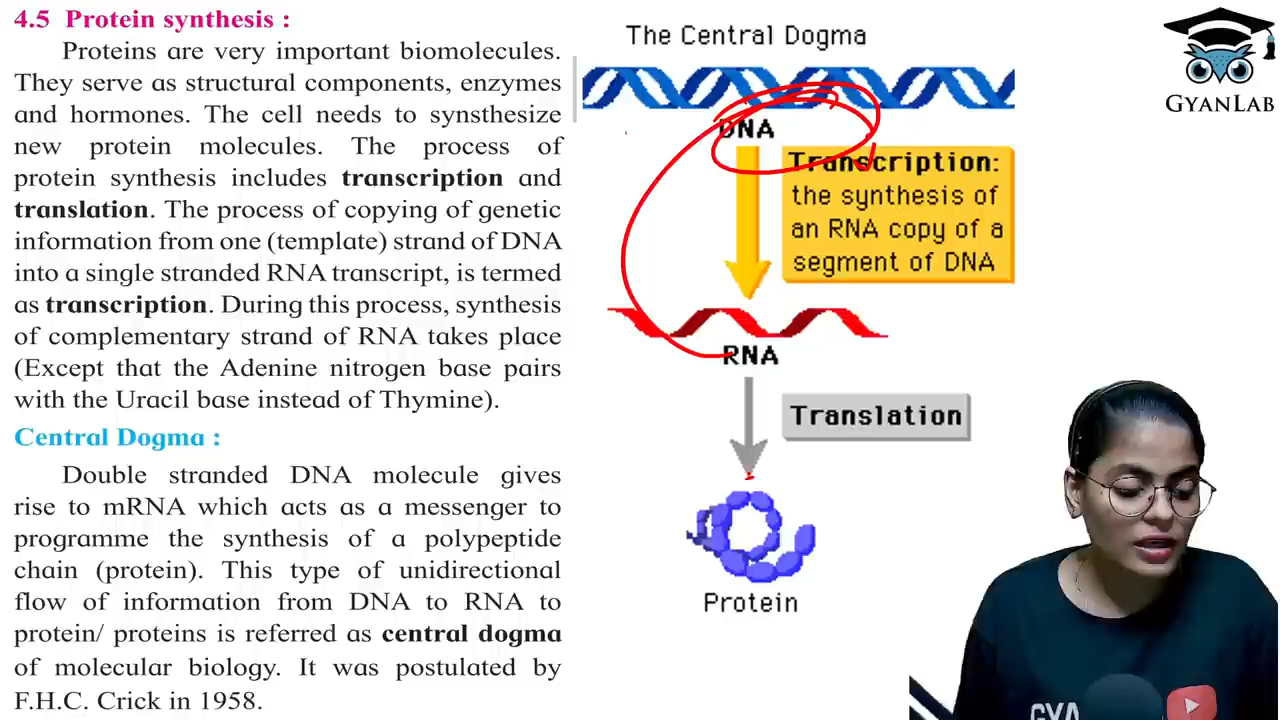 4.5 Protein synthesis :
Proteins are very important biomolecules.
They serve as structural components, enzymes
and hormones. The cell needs to synsthesize
new protein molecules. The process of
protein synthesis includes transcription and
translation. The process of copying of genetic
information from one (template) strand of DNA
into a single stranded RNA transcript, is termed
as transcription. During this process, synthesis
of complementary strand of RNA takes place
(Except that the Adenine nitrogen base pairs
with the Uracil base instead of Thymine).
Central Dogma :
Double stranded DNA molecule gives
rise to mRNA which acts as a messenger to
programme the synthesis of a polypeptide
chain (protein). This type of unidirectional
flow of information from DNA to RNA to
protein/ proteins is referred as central dogma
of molecular biology. It was postulated by
F.H.C. Crick in 1958.
The Central Dogma
DNA
Transcription:
the synthesis of
an RNA copy of a
segment of DNA
RNA
Translation
Protein
GYANLAB
GYA